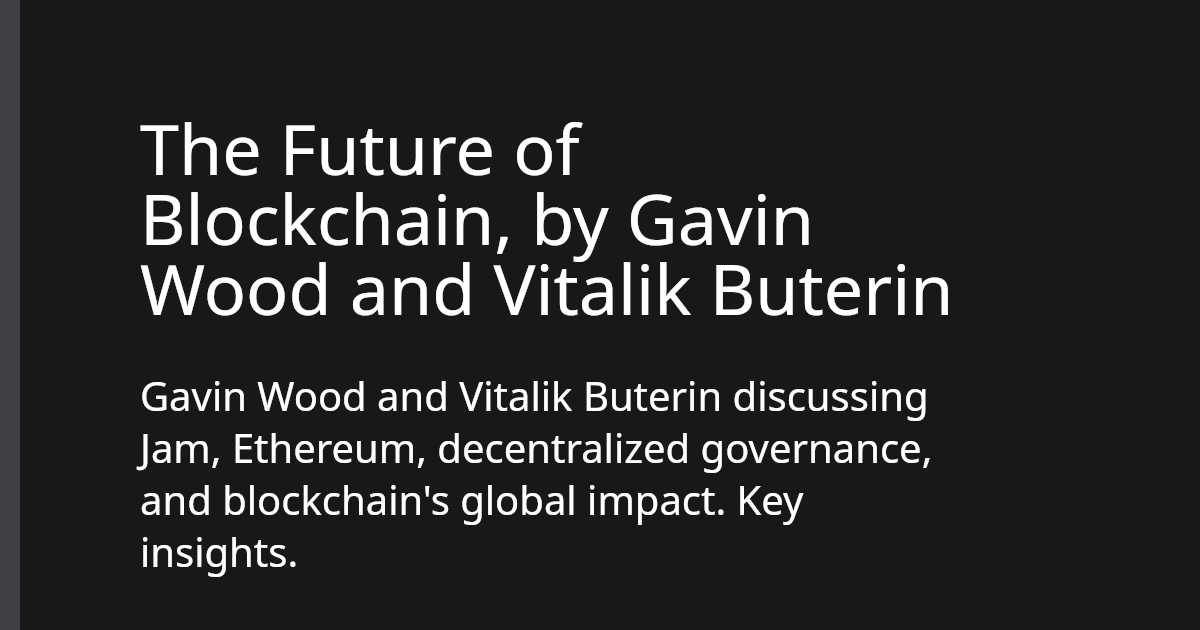 The Future of
Blockchain, by Gavin
Wood and Vitalik Buterin
Gavin Wood and Vitalik Buterin discussing
Jam, Ethereum, decentralized governance,
and blockchain's global impact. Key
insights.